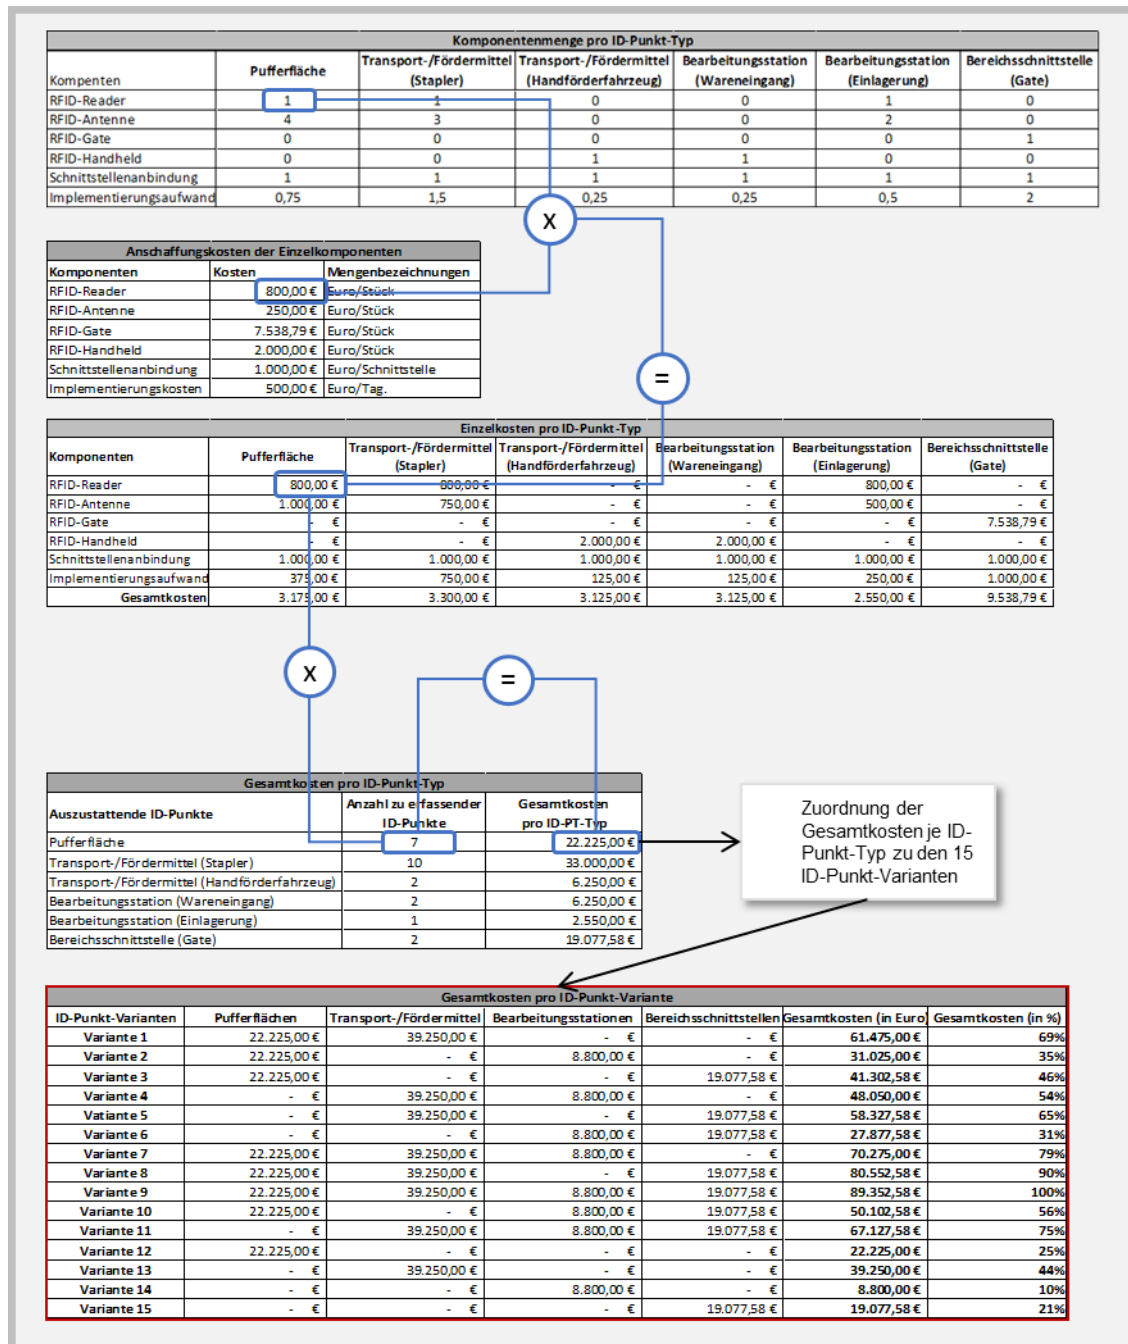 Komponentenmenge pro ID-Punkt-Typ
Kompenten Pufferfläche Transport-/Fördermittel (Stapler) Transport-/Fördermittel (Handförderfahrzeug) Bearbeitungsstation (Wareneingang) Bearbeitungsstation (Einlagerung) Bereichsschnittstelle (Gate)
RFID-Reader 1 1 0 0 1 0
RFID-Antenne 4 3 0 0 2 0
RFID-Gate 0 0 0 0 0 1
RFID-Handheld 0 0 1 1 0 0
Schnittstellenanbindung 1 1 1 1 1 1
Implementierungsaufwand 0,75 1,5 0,25 0,25 0,5 2
X
Anschaffungskosten der Einzelkomponenten
Komponenten Kosten Mengenbezeichnungen
RFID-Reader 800,00 € Euro/Stück
RFID-Antenne 250,00 € Euro/Stück
RFID-Gate 7.538,79 € Euro/Stück
RFID-Handheld 2.000,00 € Euro/Stück
Schnittstellenanbindung 1.000,00 € Euro/Schnittstelle
Implementierungskosten 500,00 € Euro/Tag.
=
Einzelkosten pro ID-Punkt-Typ
Komponenten Pufferfläche Transport-/Fördermittel (Stapler) Transport-/Fördermittel (Handförderfahrzeug) Bearbeitungsstation (Wareneingang) Bearbeitungsstation (Einlagerung) Bereichsschnittstelle (Gate)
RFID-Reader 800,00 € 800,00 € - € - € 800,00 € - €
RFID-Antenne 1.000,00 € 750,00 € - € - € 500,00 € - €
RFID-Gate - € - € - € - € - € 7.538,79 €
RFID-Handheld - € - € 2.000,00 € 2.000,00 € - € - €
Schnittstellenanbindung 1.000,00 € 1.000,00 € 1.000,00 € 1.000,00 € 1.000,00 € 1.000,00 €
Implementierungsaufwand 375,00 € 750,00 € 125,00 € 125,00 € 250,00 € 1.000,00 €
Gesamtkosten 3.175,00 € 3.300,00 € 3.125,00 € 3.125,00 € 2.550,00 € 9.538,79 €
X
=
Gesamtkosten pro ID-Punkt-Typ
Auszustattende ID-Punkte Anzahl zu erfassender ID-Punkte Gesamtkosten pro ID-PT-Typ
Pufferfläche 7 22.225,00 €
Transport-/Fördermittel (Stapler) 10 33.000,00 €
Transport-/Fördermittel (Handförderfahrzeug) 2 6.250,00 €
Bearbeitungsstation (Wareneingang) 2 6.250,00 €
Bearbeitungsstation (Einlagerung) 1 2.550,00 €
Bereichsschnittstelle (Gate) 2 19.077,58 €
Zuordnung der
Gesamtkosten je ID-
Punkt-Typ zu den 15
ID-Punkt-Varianten
Gesamtkosten pro ID-Punkt-Variante
ID-Punkt-Varianten Pufferflächen Transport-/Fördermittel Bearbeitungsstationen Bereichsschnittstellen Gesamtkosten (in Euro) Gesamtkosten (in %)
Variante 1 22.225,00 € 39.250,00 € - € - € 61.475,00 € 69%
Variante 2 22.225,00 € - € 8.800,00 € - € 31.025,00 € 35%
Variante 3 22.225,00 € - € - € 19.077,58 € 41.302,58 € 46%
Variante 4 - € 39.250,00 € 8.800,00 € - € 48.050,00 € 54%
Vatiante 5 - € 39.250,00 € - € 19.077,58 € 58.327,58 € 65%
Variante 6 - € - € 8.800,00 € 19.077,58 € 27.877,58 € 31%
Variante 7 22.225,00 € 39.250,00 € 8.800,00 € - € 70.275,00 € 79%
Variante 8 22.225,00 € 39.250,00 € - € 19.077,58 € 80.552,58 € 90%
Variante 9 22.225,00 € 39.250,00 € 8.800,00 € 19.077,58 € 89.352,58 € 100%
Variante 10 22.225,00 € - € 8.800,00 € 19.077,58 € 50.102,58 € 56%
Variante 11 - € 39.250,00 € 8.800,00 € 19.077,58 € 67.127,58 € 75%
Variante 12 22.225,00 € - € - € - € 22.225,00 € 25%
Variante 13 - € 39.250,00 € - € - € 39.250,00 € 44%
Variante 14 - € - € 8.800,00 € - € 8.800,00 € 10%
Variante 15 - € - € - € 19.077,58 € 19.077,58 € 21%